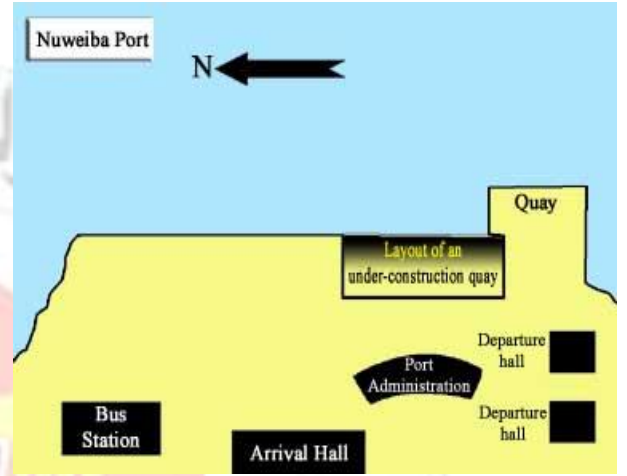 Nuweiba Port
N
Quay
Layout of an
under-construction quay
Departure
hall
Port
Administration
Departure
hall
Bus
Station
Arrival Hall